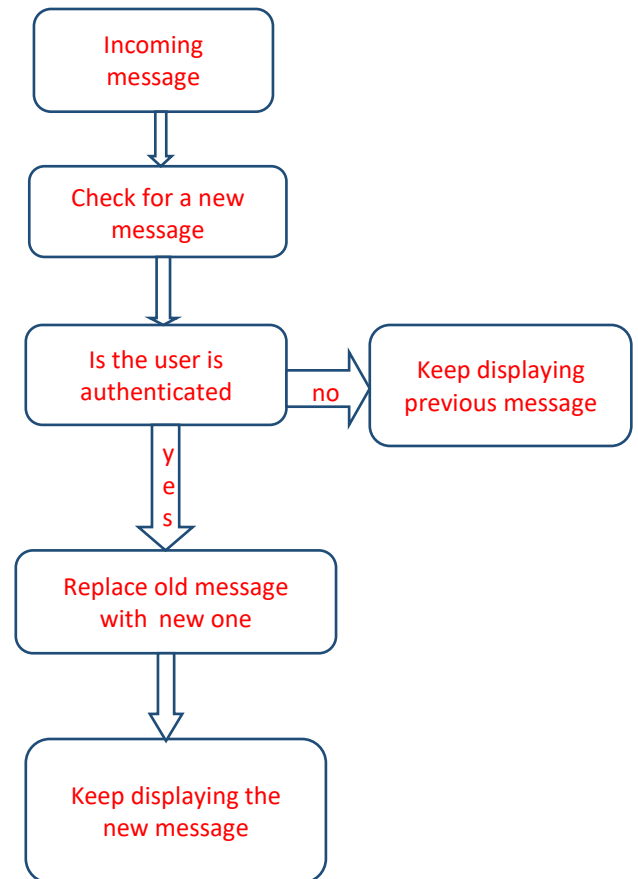 Incoming
message
Check for a new
message
Is the user is
authenticated
no
Keep displaying
previous message
yes
Replace old message
with new one
Keep displaying the
new message